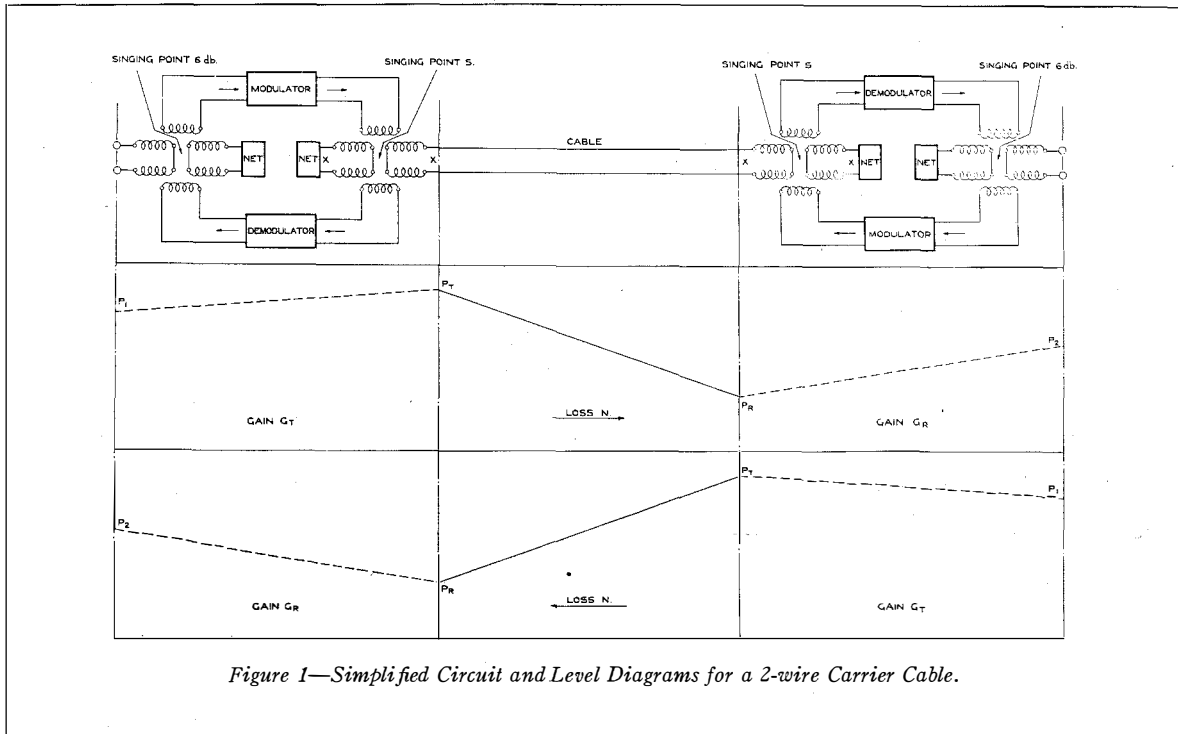 SINGING POINT 6 db.
SINGING POINT S.
SINGING POINT S
SINGING POINT 6 db.
MODULATOR
DEMODULATOR
NET
NET
X
X
CABLE
X
X
NET
NET
DEMODULATOR
MODULATOR
P1
PT
P2
PR
GAIN GT
LOSS N.
GAIN GR
PT
P1
P2
PR
GAIN GR
LOSS N.
GAIN GT
Figure 1—Simplified Circuit and Level Diagrams for a 2-wire Carrier Cable.